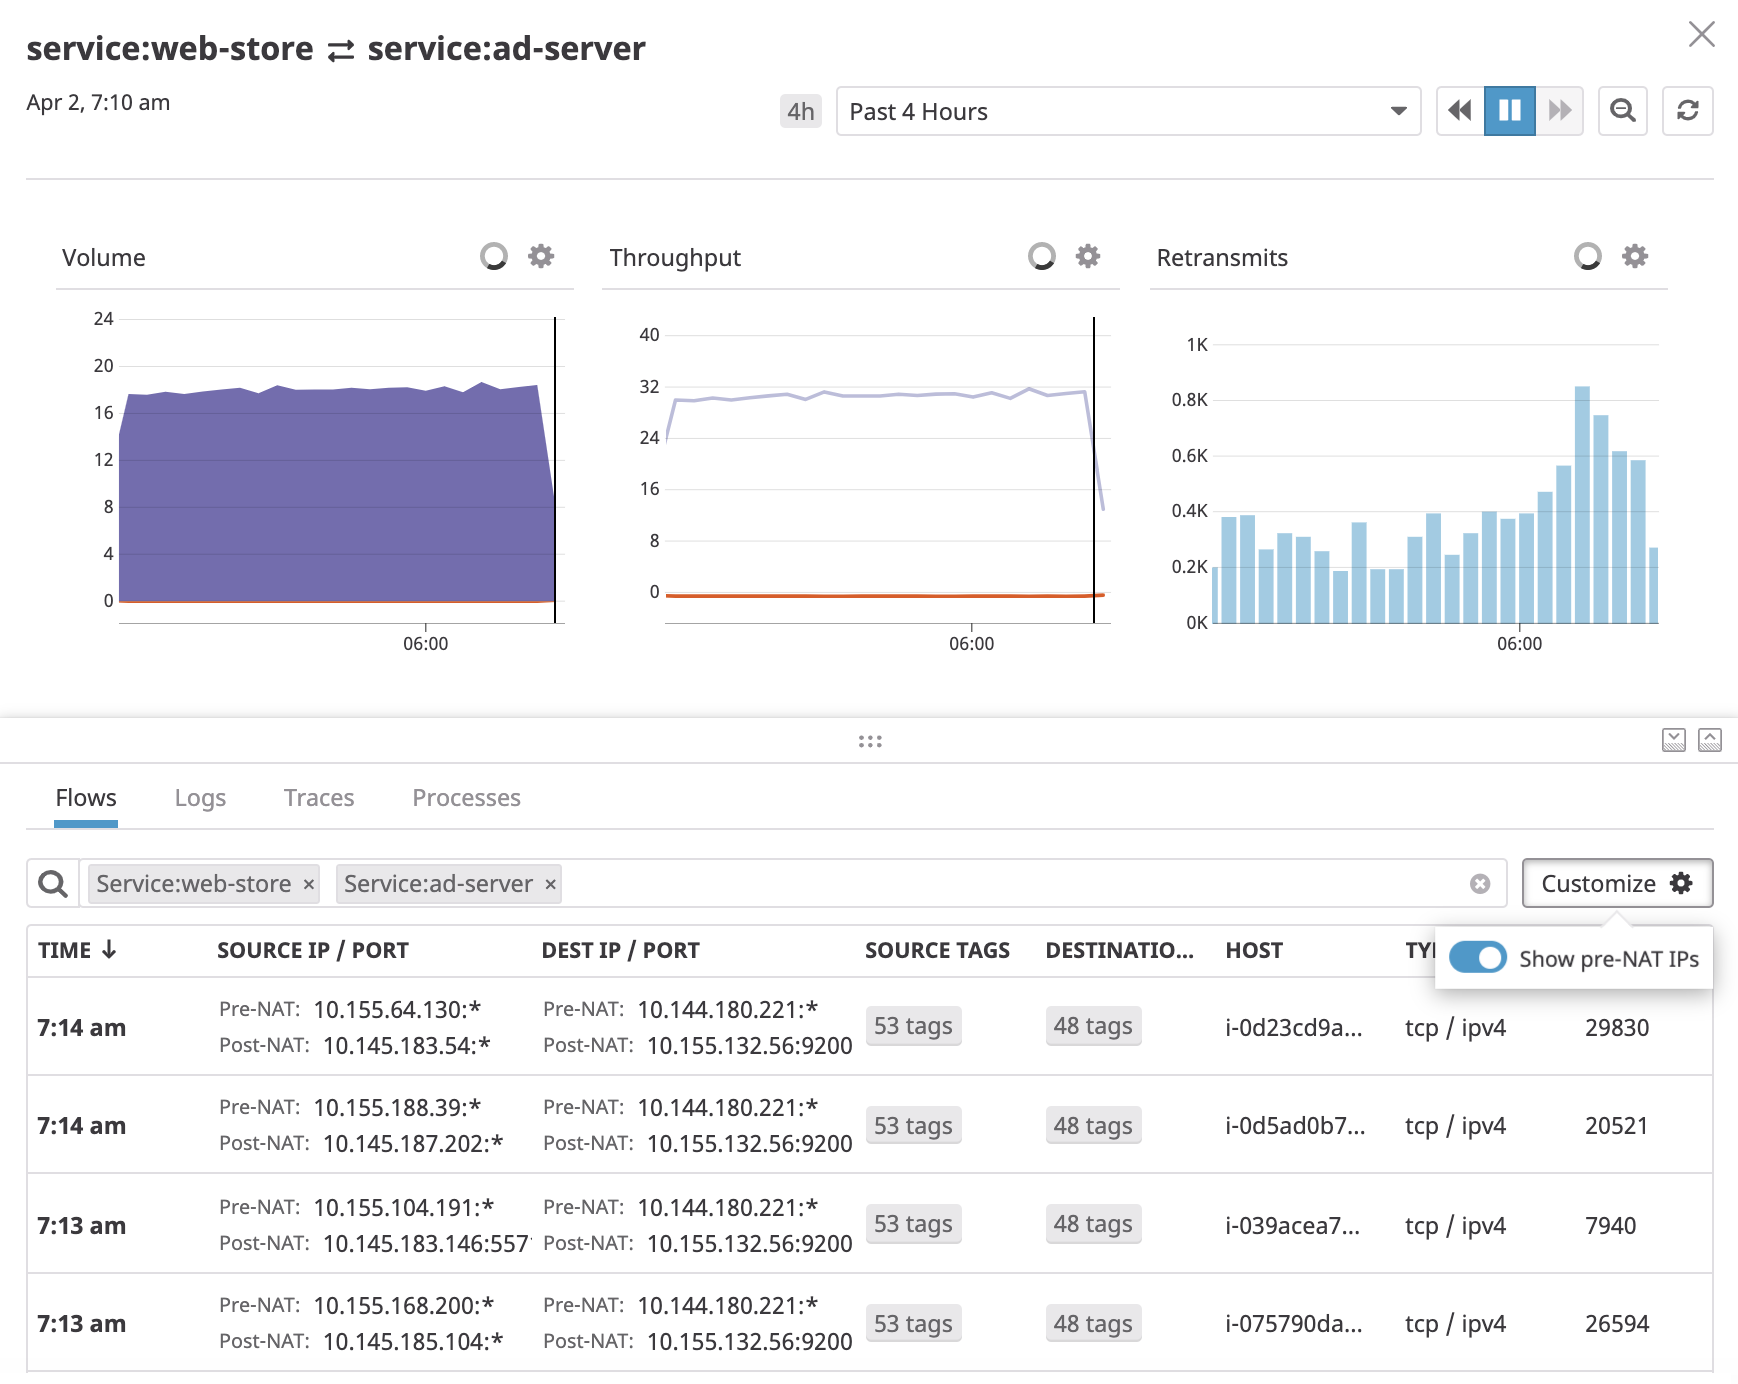 service:web-store ⇄ service:ad-server
Apr 2, 7:10 am
4h Past 4 Hours
Volume
24
20
16
12
8
4
0
06:00
Throughput
40
32
24
16
8
0
06:00
Retransmits
1K
0.8K
0.6K
0.4K
0.2K
0K
06:00
Flows Logs Traces Processes
Service:web-store × Service:ad-server ×
Customize
Show pre-NAT IPs
TIME ↓ SOURCE IP / PORT DEST IP / PORT SOURCE TAGS DESTINATIO... HOST
7:14 am
Pre-NAT: 10.155.64.130:* Pre-NAT: 10.144.180.221:*
Post-NAT: 10.145.183.54:* Post-NAT: 10.155.132.56:9200
53 tags 48 tags i-0d23cd9a... tcp / ipv4 29830
7:14 am
Pre-NAT: 10.155.188.39:* Pre-NAT: 10.144.180.221:*
Post-NAT: 10.145.187.202:* Post-NAT: 10.155.132.56:9200
53 tags 48 tags i-0d5ad0b7... tcp / ipv4 20521
7:13 am
Pre-NAT: 10.155.104.191:* Pre-NAT: 10.144.180.221:*
Post-NAT: 10.145.183.146:557 Post-NAT: 10.155.132.56:9200
53 tags 48 tags i-039acea7... tcp / ipv4 7940
7:13 am
Pre-NAT: 10.155.168.200:* Pre-NAT: 10.144.180.221:*
Post-NAT: 10.145.185.104:* Post-NAT: 10.155.132.56:9200
53 tags 48 tags i-075790da... tcp / ipv4 26594